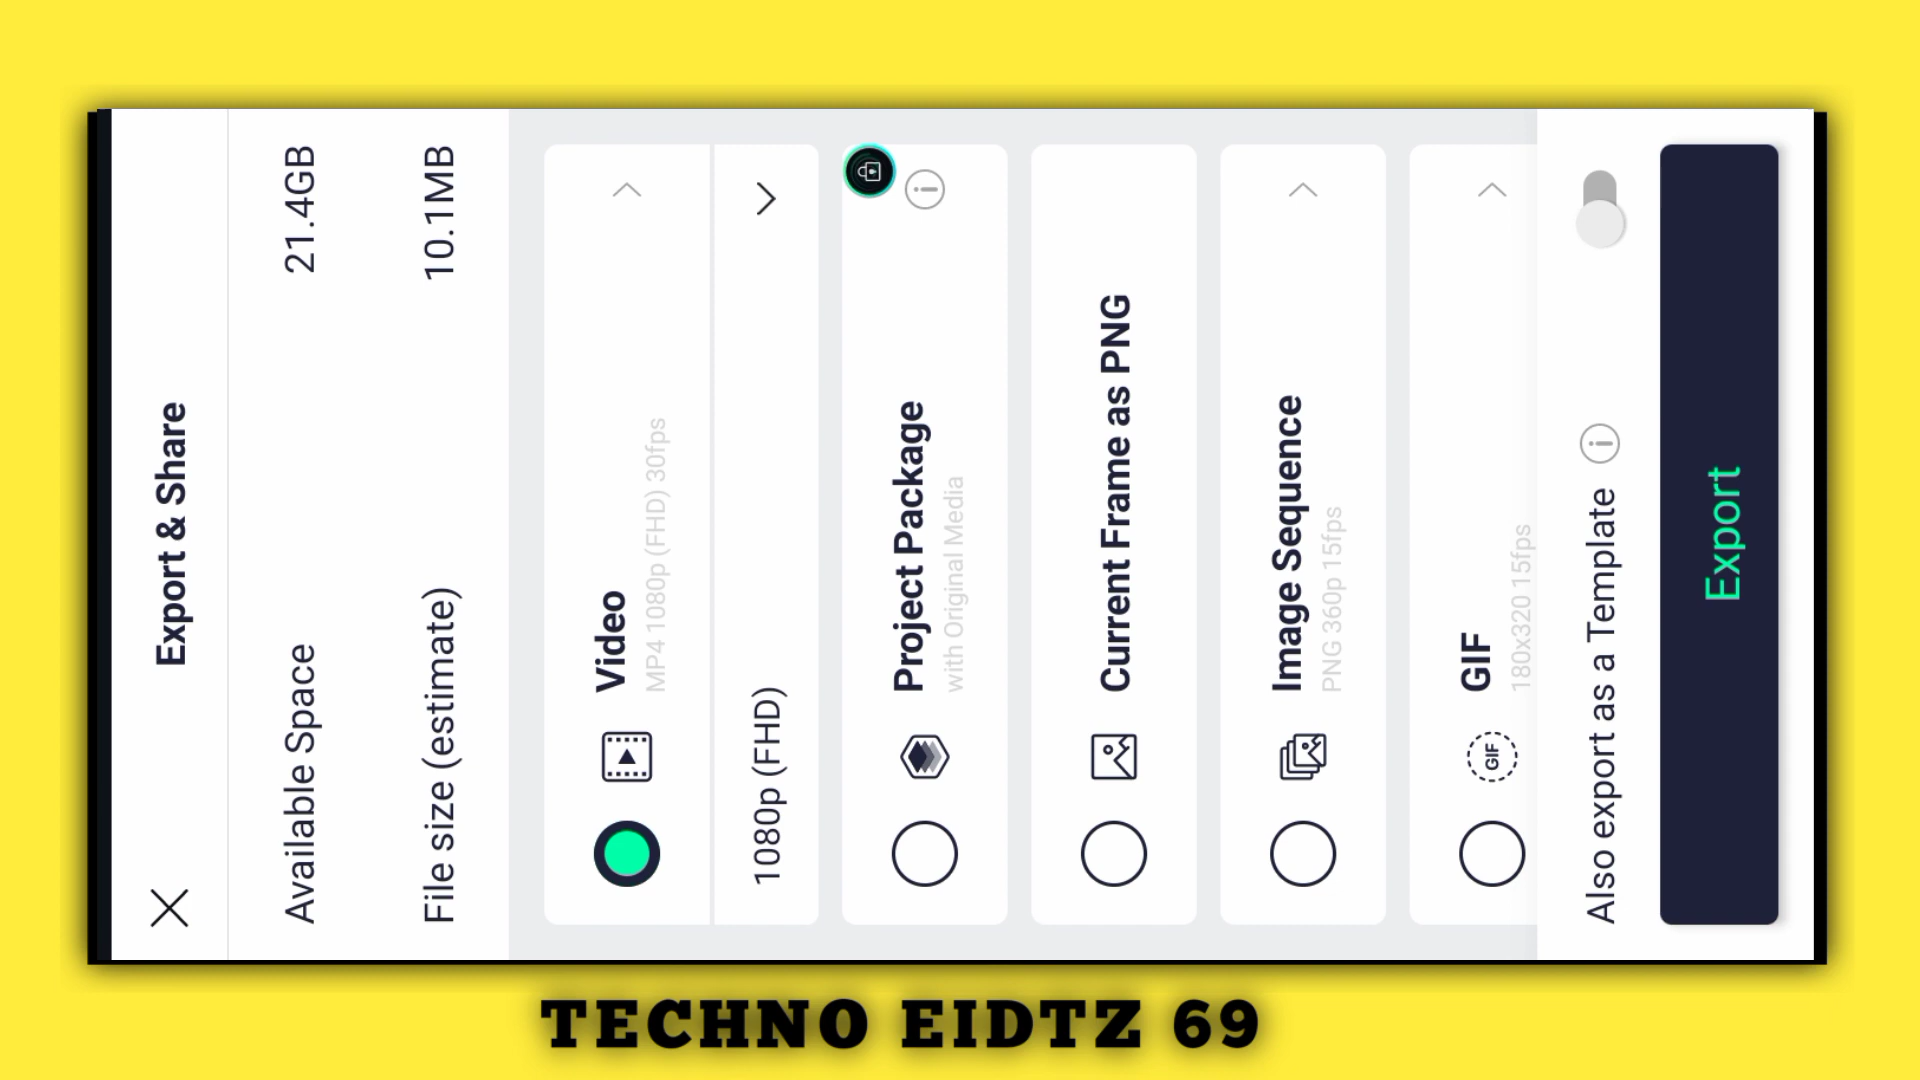 Export & Share
Available Space 21.4GB
File size (estimate) 10.1MB
Video
MP4 1080p (FHD) 30fps
1080p (FHD)
Project Package
with Original Media
Current Frame as PNG
Image Sequence
PNG 360p 15fps
GIF
GIF
180x320 15fps
Also export as a Template
Export
TECHNO EIDTZ 69